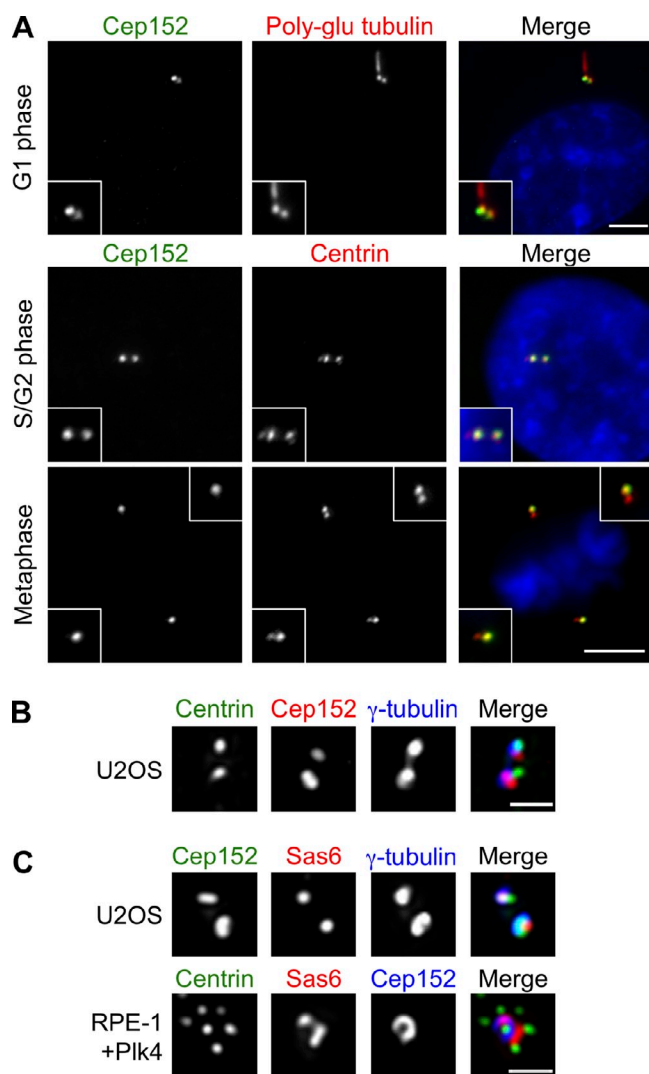 A
Cep152 Poly-glu tubulin Merge
G1 phase
Cep152 Centrin Merge
S/G2 phase
Metaphase
B
Centrin Cep152 γ-tubulin Merge
U2OS
C
Cep152 Sas6 γ-tubulin Merge
U2OS
Centrin Sas6 Cep152 Merge
RPE-1
+Plk4